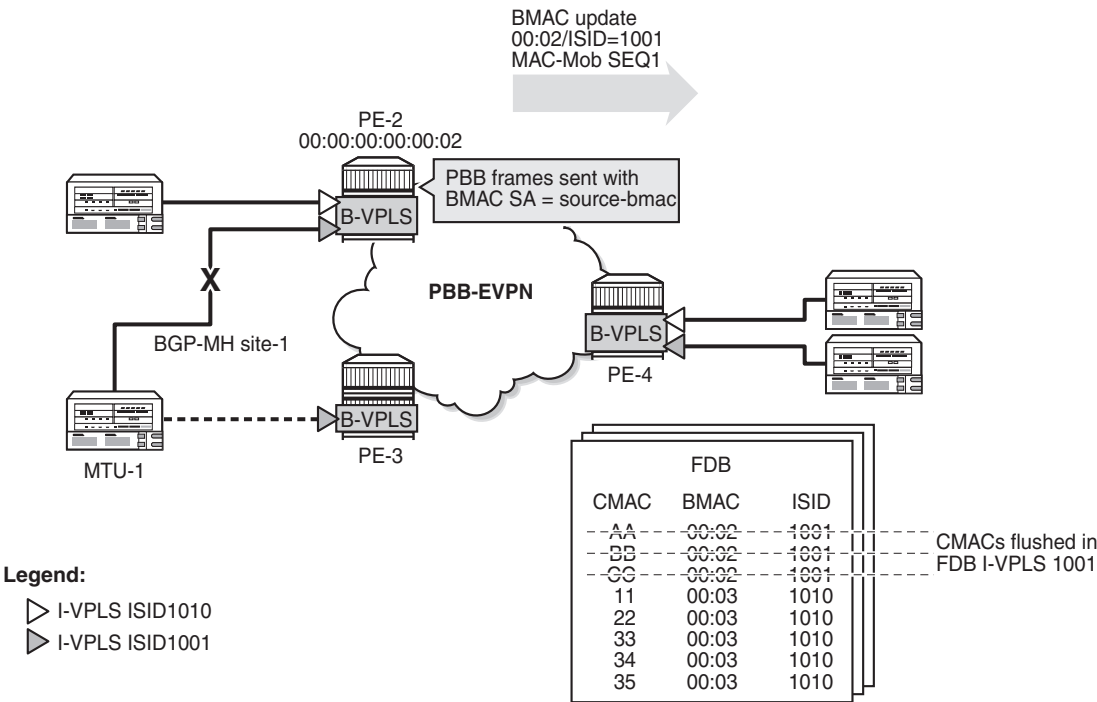 BMAC update
00:02/ISID=1001
MAC-Mob SEQ1
PE-2
00:00:00:00:00:02
PBB frames sent with
BMAC SA = source-bmac
B-VPLS
X
PBB-EVPN
B-VPLS
BGP-MH site-1
PE-4
B-VPLS
PE-3
MTU-1
FDB
CMAC BMAC ISID
AA 00:02 1001
BB 00:02 1001
CC 00:02 1001
11 00:03 1010
22 00:03 1010
33 00:03 1010
34 00:03 1010
35 00:03 1010
CMACs flushed in
FDB I-VPLS 1001
Legend:
I-VPLS ISID1010
I-VPLS ISID1001